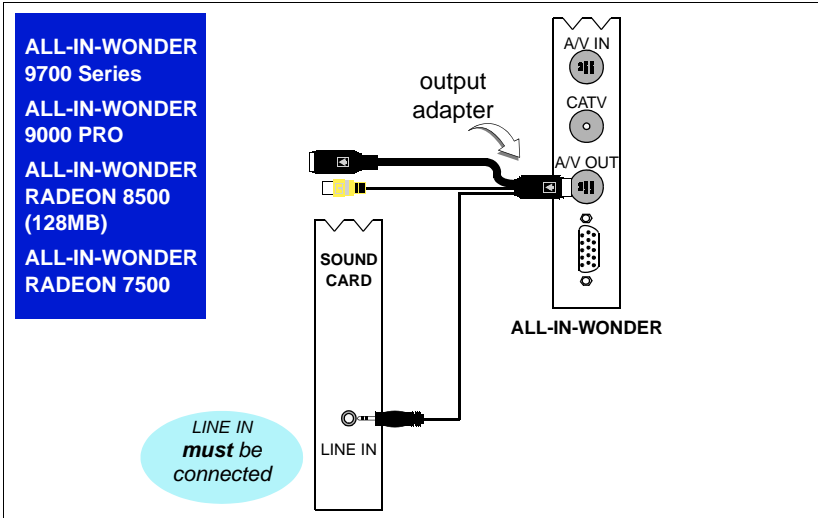 ALL-IN-WONDER
9700 Series
ALL-IN-WONDER
9000 PRO
ALL-IN-WONDER
RADEON 8500
(128MB)
ALL-IN-WONDER
RADEON 7500
output
adapter
A/V IN
CATV
A/V OUT
SOUND
CARD
ALL-IN-WONDER
LINE IN
must be
connected
LINE IN